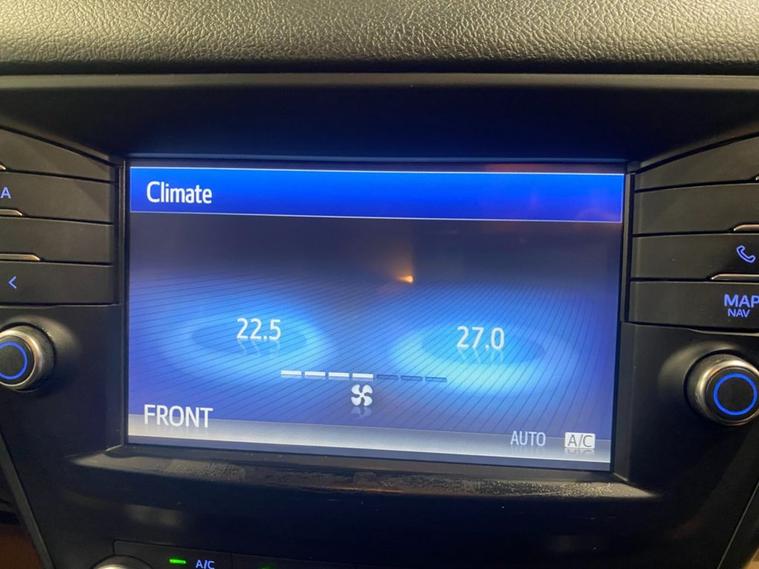 Climate
A
<
22.5
27.0
MAP
NAV
FRONT
AUTO
A/C
A/C